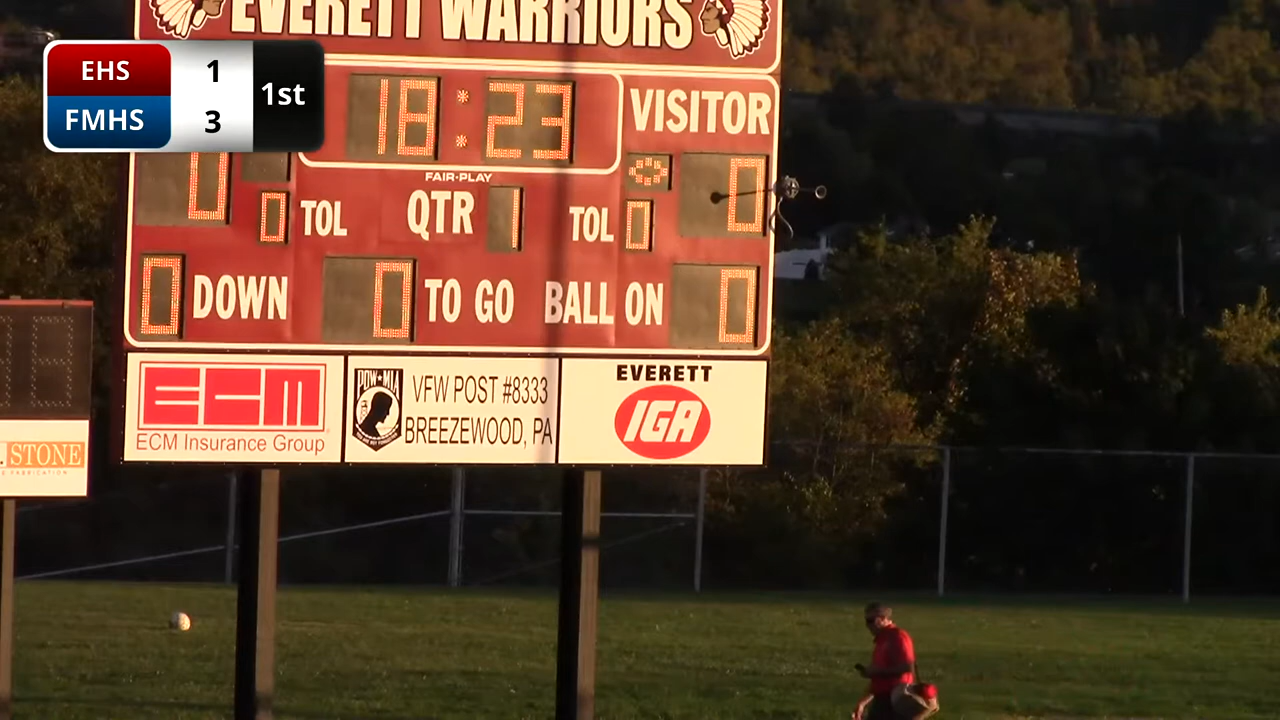 EVERETT WARRIORS
EHS 1
FMHS 3
1st
18:23
VISITOR
FAIR-PLAY
0 0 TOL QTR 1 TOL 0 0
0 DOWN 0 TO GO BALL ON 0
ECM
ECM Insurance Group
POW★MIA
VFW POST #8333
BREEZEWOOD, PA
EVERETT
IGA
STONE